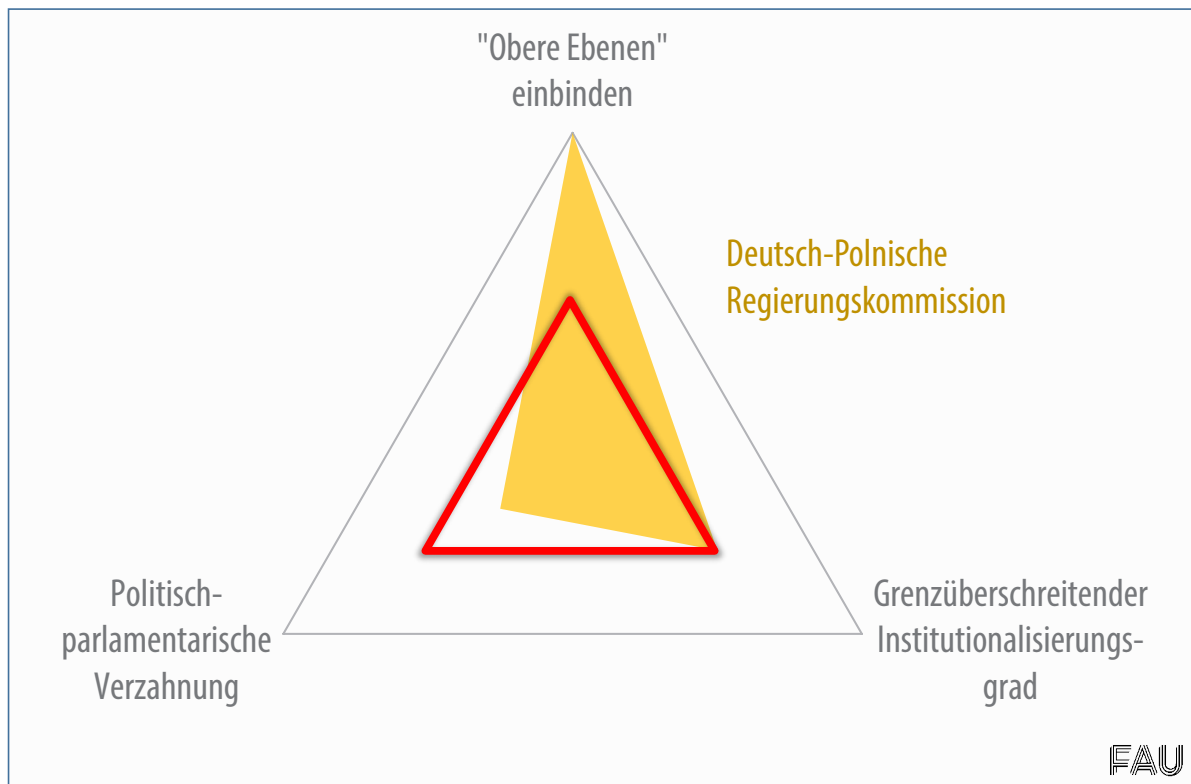 "Obere Ebenen"
einbinden
Deutsch-Polnische
Regierungskommission
Politisch-
parlamentarische
Verzahnung
Grenzüberschreitender
Institutionalisierungs-
grad
FAU